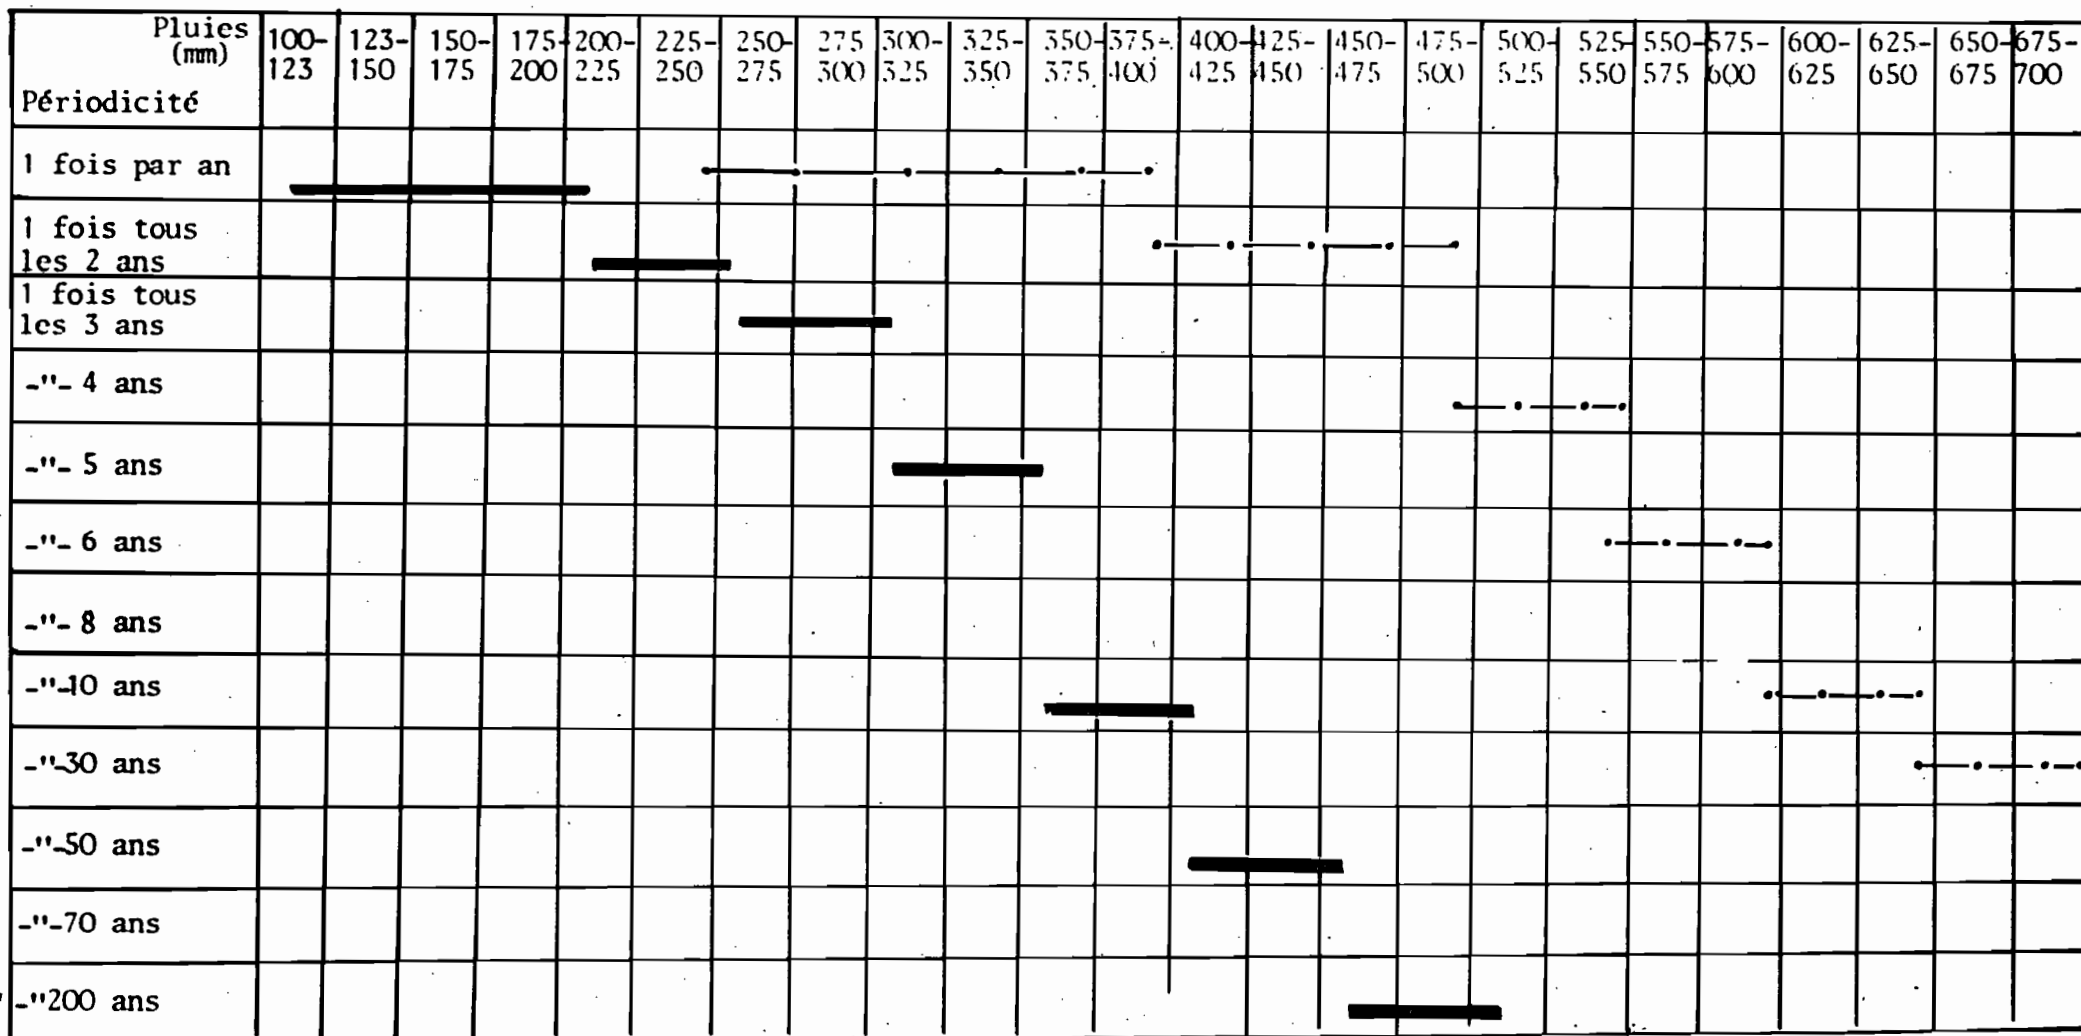 Pluies
(mm)
Périodicité
100- 123- 150- 175- 200- 225- 250- 275 300- 325- 350- 375- 400- 425- 450- 475- 500- 525- 550- 575- 600- 625- 650- 675-
123 150 175 200 225 250 275 300 325 350 375 400 425 450 475 500 525 550 575 600 625 650 675 700
1 fois par an
1 fois tous
les 2 ans
1 fois tous
les 3 ans
-"- 4 ans
-"- 5 ans
-"- 6 ans
-"- 8 ans
-"-10 ans
-"-30 ans
-"-50 ans
-"-70 ans
-"200 ans